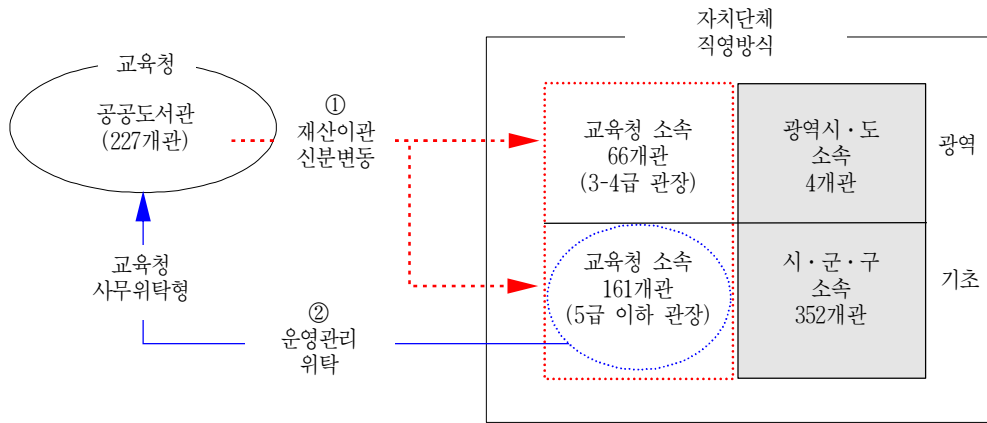 교육청
공공도서관
(227개관)
①
재산이관
신분변동
교육청
사무위탁형
②
운영관리
위탁
자치단체
직영방식
교육청 소속
66개관
(3-4급 관장)
광역시·도
소속
4개관
광역
교육청 소속
161개관
(5급 이하 관장)
시·군·구
소속
352개관
기초